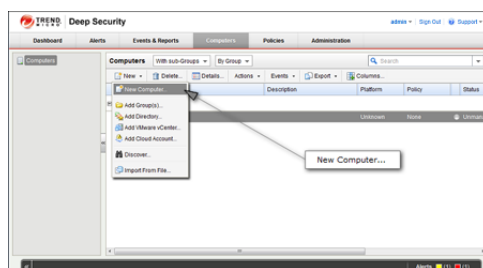 TREND MICRO Deep Security
admin Sign Out Support
Dashboard Alerts Events & Reports Computers Policies Administration
Computers
Computers With sub-Groups By Group Search
New Delete... Details... Actions Events Export Columns...
New Computer... Description Platform Policy Status
Add Group(s)...
Add Directory... Unknown None
Add VMware vCenter...
Add Cloud Account...
Discover...
New Computer...
Import From File...
Alerts (1) (1)